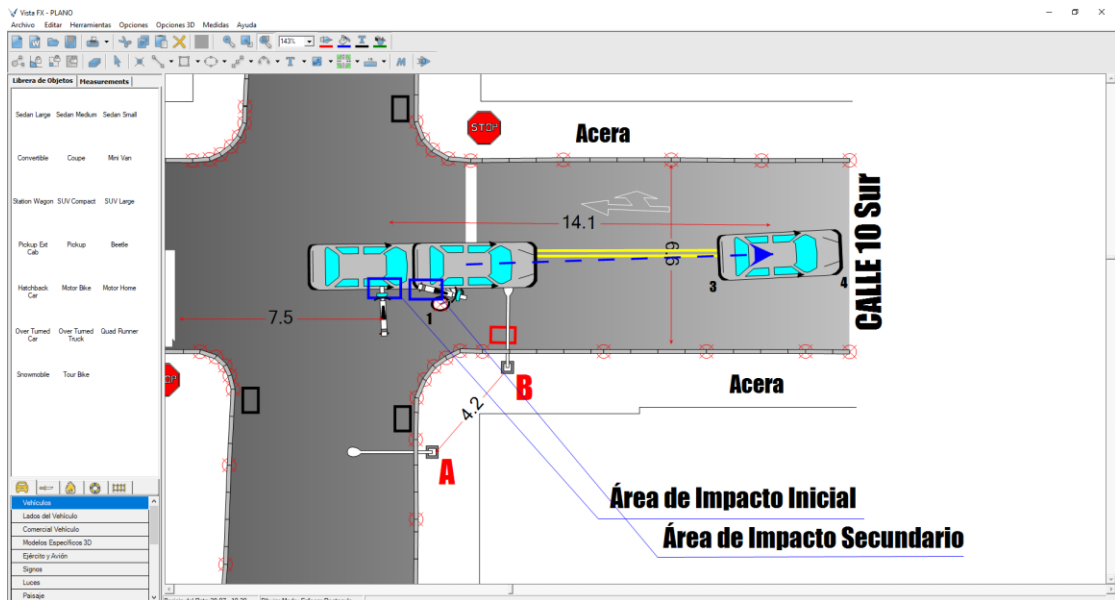 Vista FX - PLANO
Archivo Editar Herramientas Opciones Opciones 3D Medidas Ayuda
143%
Librera de Objetos Measurements
Sedan Large Sedan Medium Sedan Small
Convertible Coupe Mini Van
Station Wagon SUV Compact SUV Large
Pickup Ext Cab Pickup Beetle
Hatchback Car Motor Bike Motor Home
Over Turned Car Over Turned Truck Quad Runner
Snowmobile Tour Bike
Vehículos
Lados del Vehículo
Comercial Vehículo
Modelos Específicos 3D
Ejército y Avión
Signos
Luces
Paisaje
STOP
Acera
CALLE 10 Sur
14.1
6.6
3
4
1
7.5
B
Acera
4.2
A
Área de Impacto Inicial
Área de Impacto Secundario